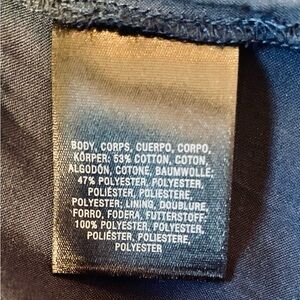 BODY, CORPS, CUERPO, CORPO,
KÖRPER: 53% COTTON, COTON,
ALGODÓN, COTONE, BAUMWOLLE;
47% POLYESTER, POLYESTER,
POLIÉSTER, POLIESTERE,
POLYESTER; LINING, DOUBLURE,
FORRO, FODERA, FUTTERSTOFF:
100% POLYESTER, POLYESTER,
POLIÉSTER, POLIESTERE,
POLYESTER